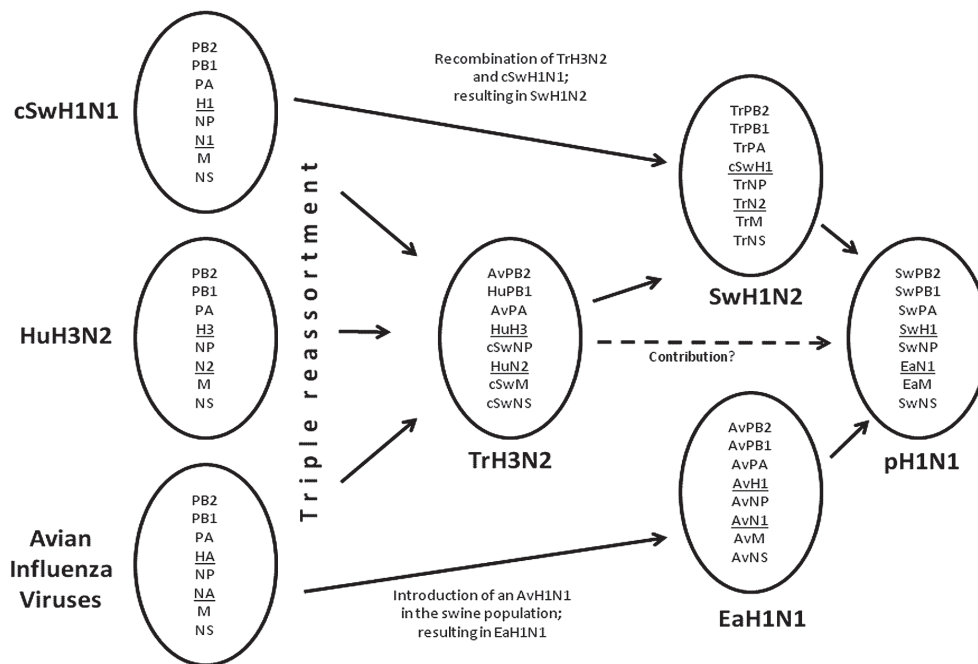 cSwH1N1
PB2
PB1
PA
H1
NP
N1
M
NS
HuH3N2
PB2
PB1
PA
H3
NP
N2
M
NS
Avian
Influenza
Viruses
PB2
PB1
PA
HA
NP
NA
M
NS
Triple reassortment
Recombination of TrH3N2
and cSwH1N1;
resulting in SwH1N2
AvPB2
HuPB1
AvPA
HuH3
cSwNP
HuN2
cSwM
cSwNS
TrH3N2
Introduction of an AvH1N1
in the swine population;
resulting in EaH1N1
TrPB2
TrPB1
TrPA
cSwH1
TrNP
TrN2
TrM
TrNS
SwH1N2
Contribution?
AvPB2
AvPB1
AvPA
AvH1
AvNP
AvN1
AvM
AvNS
EaH1N1
SwPB2
SwPB1
SwPA
SwH1
SwNP
EaN1
EaM
SwNS
pH1N1